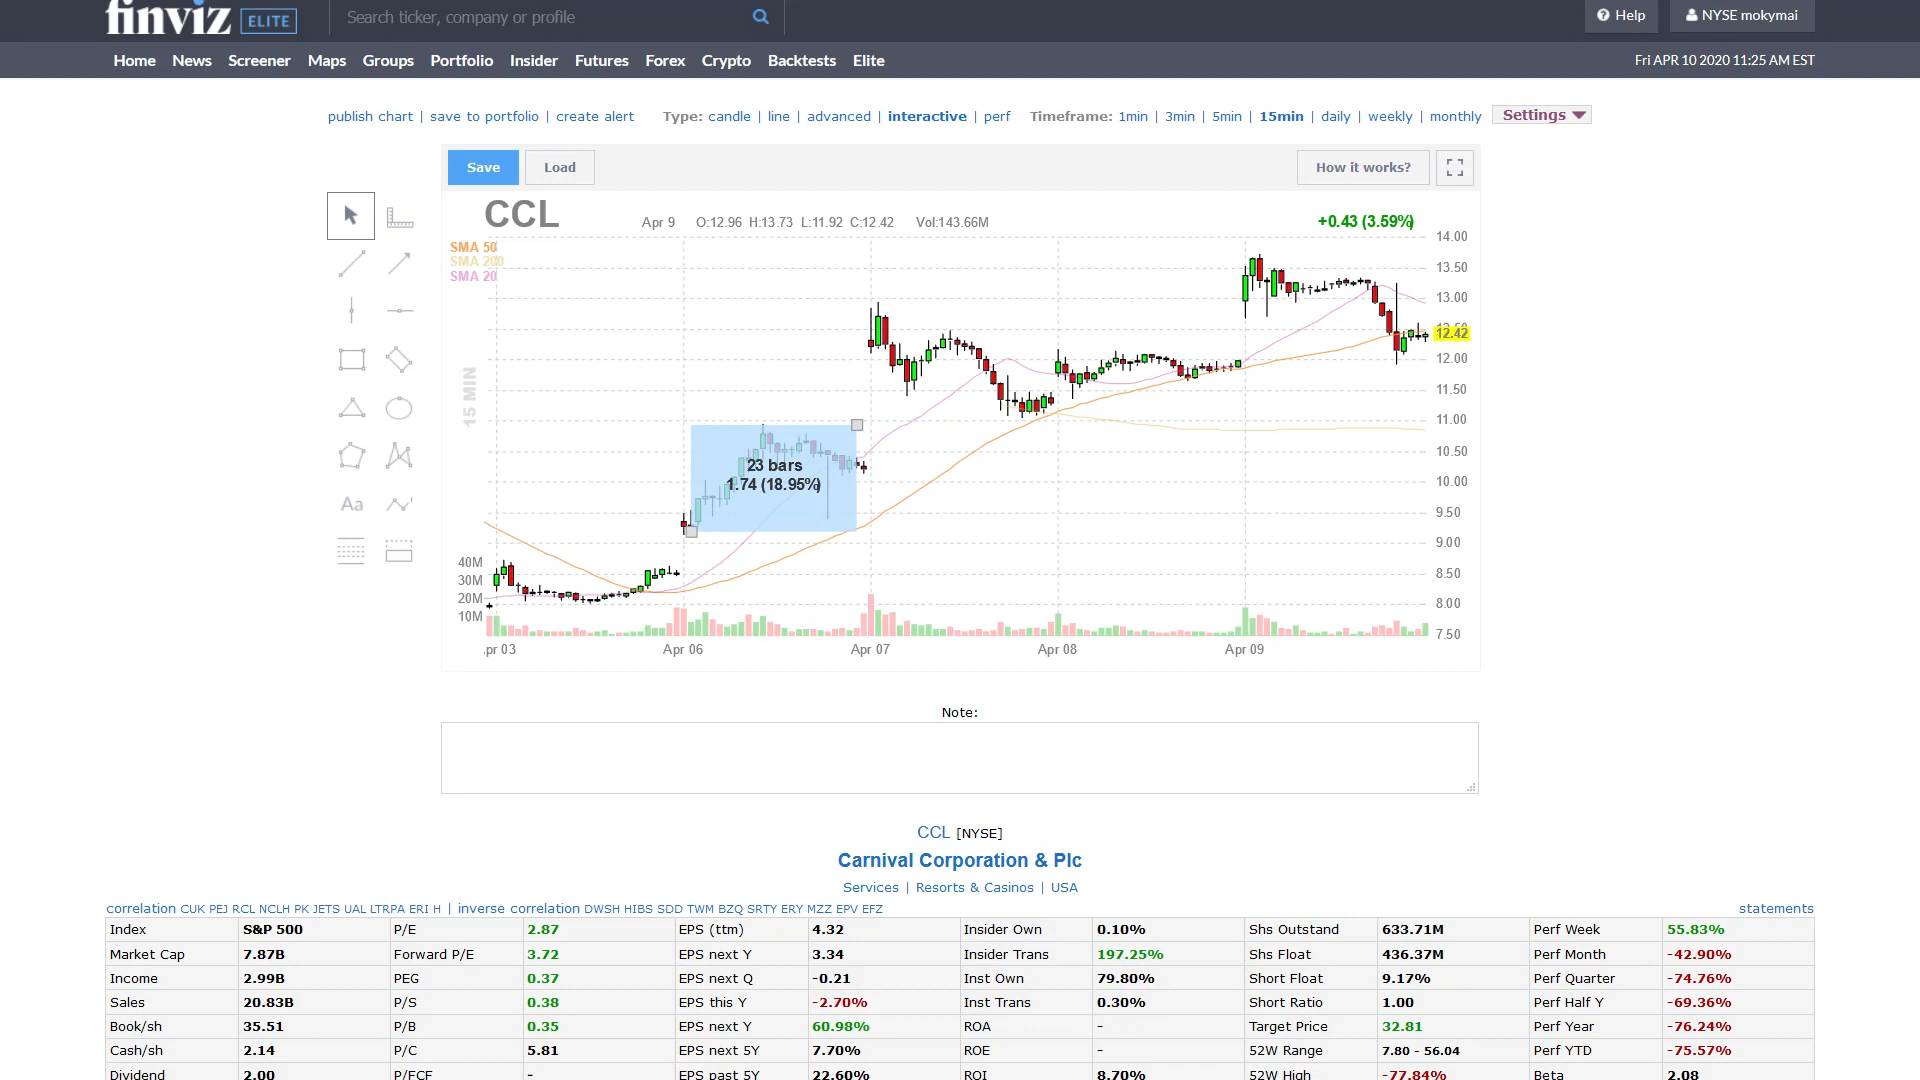 finviz ELITE
Search ticker, company or profile
Help
NYSE mokymai
Home News Screener Maps Groups Portfolio Insider Futures Forex Crypto Backtests Elite
Fri APR 10 2020 11:25 AM EST
publish chart | save to portfolio | create alert Type: candle | line | advanced | interactive | perf Timeframe: 1min | 3min | 5min | 15min | daily | weekly | monthly Settings
Save Load How it works?
CCL Apr 9 O:12.96 H:13.73 L:11.92 C:12.42 Vol:143.66M +0.43 (3.59%)
SMA 50
SMA 200
SMA 20
15 MIN
Aa
23 bars
1.74 (18.95%)
14.00
13.50
13.00
12.50
12.42
12.00
11.50
11.00
10.50
10.00
9.50
9.00
8.50
8.00
7.50
40M
30M
20M
10M
pr 03 Apr 06 Apr 07 Apr 08 Apr 09
Note:
CCL [NYSE]
Carnival Corporation & Plc
Services | Resorts & Casinos | USA
correlation CUK PEJ RCL NCLH PK JETS UAL LTRPA ERI H | inverse correlation DWSH HIBS SDD TWM BZQ SRTY ERY MZZ EPV EFZ statements
Index S&P 500 P/E 2.87 EPS (ttm) 4.32 Insider Own 0.10% Shs Outstand 633.71M Perf Week 55.83%
Market Cap 7.87B Forward P/E 3.72 EPS next Y 3.34 Insider Trans 197.25% Shs Float 436.37M Perf Month -42.90%
Income 2.99B PEG 0.37 EPS next Q -0.21 Inst Own 79.80% Short Float 9.17% Perf Quarter -74.76%
Sales 20.83B P/S 0.38 EPS this Y -2.70% Inst Trans 0.30% Short Ratio 1.00 Perf Half Y -69.36%
Book/sh 35.51 P/B 0.35 EPS next Y 60.98% ROA - Target Price 32.81 Perf Year -76.24%
Cash/sh 2.14 P/C 5.81 EPS next 5Y 7.70% ROE - 52W Range 7.80 - 56.04 Perf YTD -75.57%
Dividend 2.00 P/FCF - EPS past 5Y 22.60% ROI 8.70% 52W High -77.84% Beta 2.08